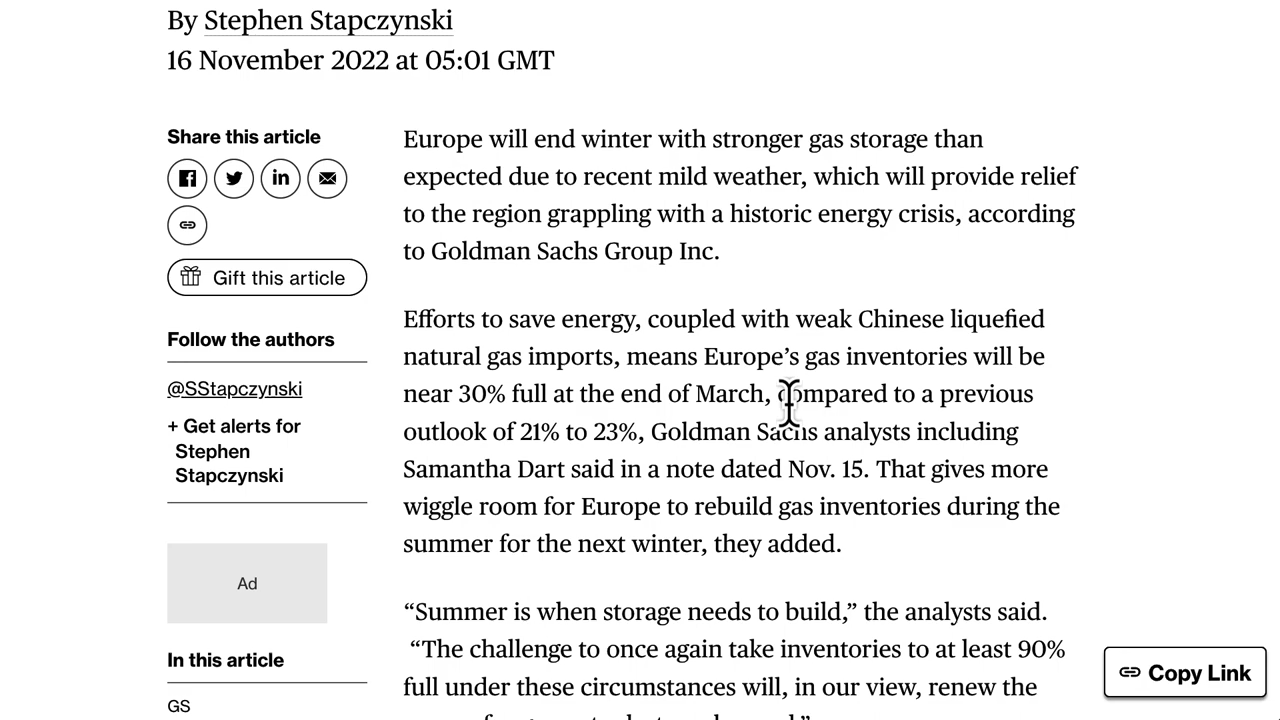 By Stephen Stapczynski
16 November 2022 at 05:01 GMT
Share this article
Gift this article
Follow the authors
@SStapczynski
+ Get alerts for
Stephen
Stapczynski
Ad
In this article
GS
Europe will end winter with stronger gas storage than
expected due to recent mild weather, which will provide relief
to the region grappling with a historic energy crisis, according
to Goldman Sachs Group Inc.
Efforts to save energy, coupled with weak Chinese liquefied
natural gas imports, means Europe’s gas inventories will be
near 30% full at the end of March, compared to a previous
outlook of 21% to 23%, Goldman Sachs analysts including
Samantha Dart said in a note dated Nov. 15. That gives more
wiggle room for Europe to rebuild gas inventories during the
summer for the next winter, they added.
“Summer is when storage needs to build,” the analysts said.
“The challenge to once again take inventories to at least 90%
full under these circumstances will, in our view, renew the
Copy Link